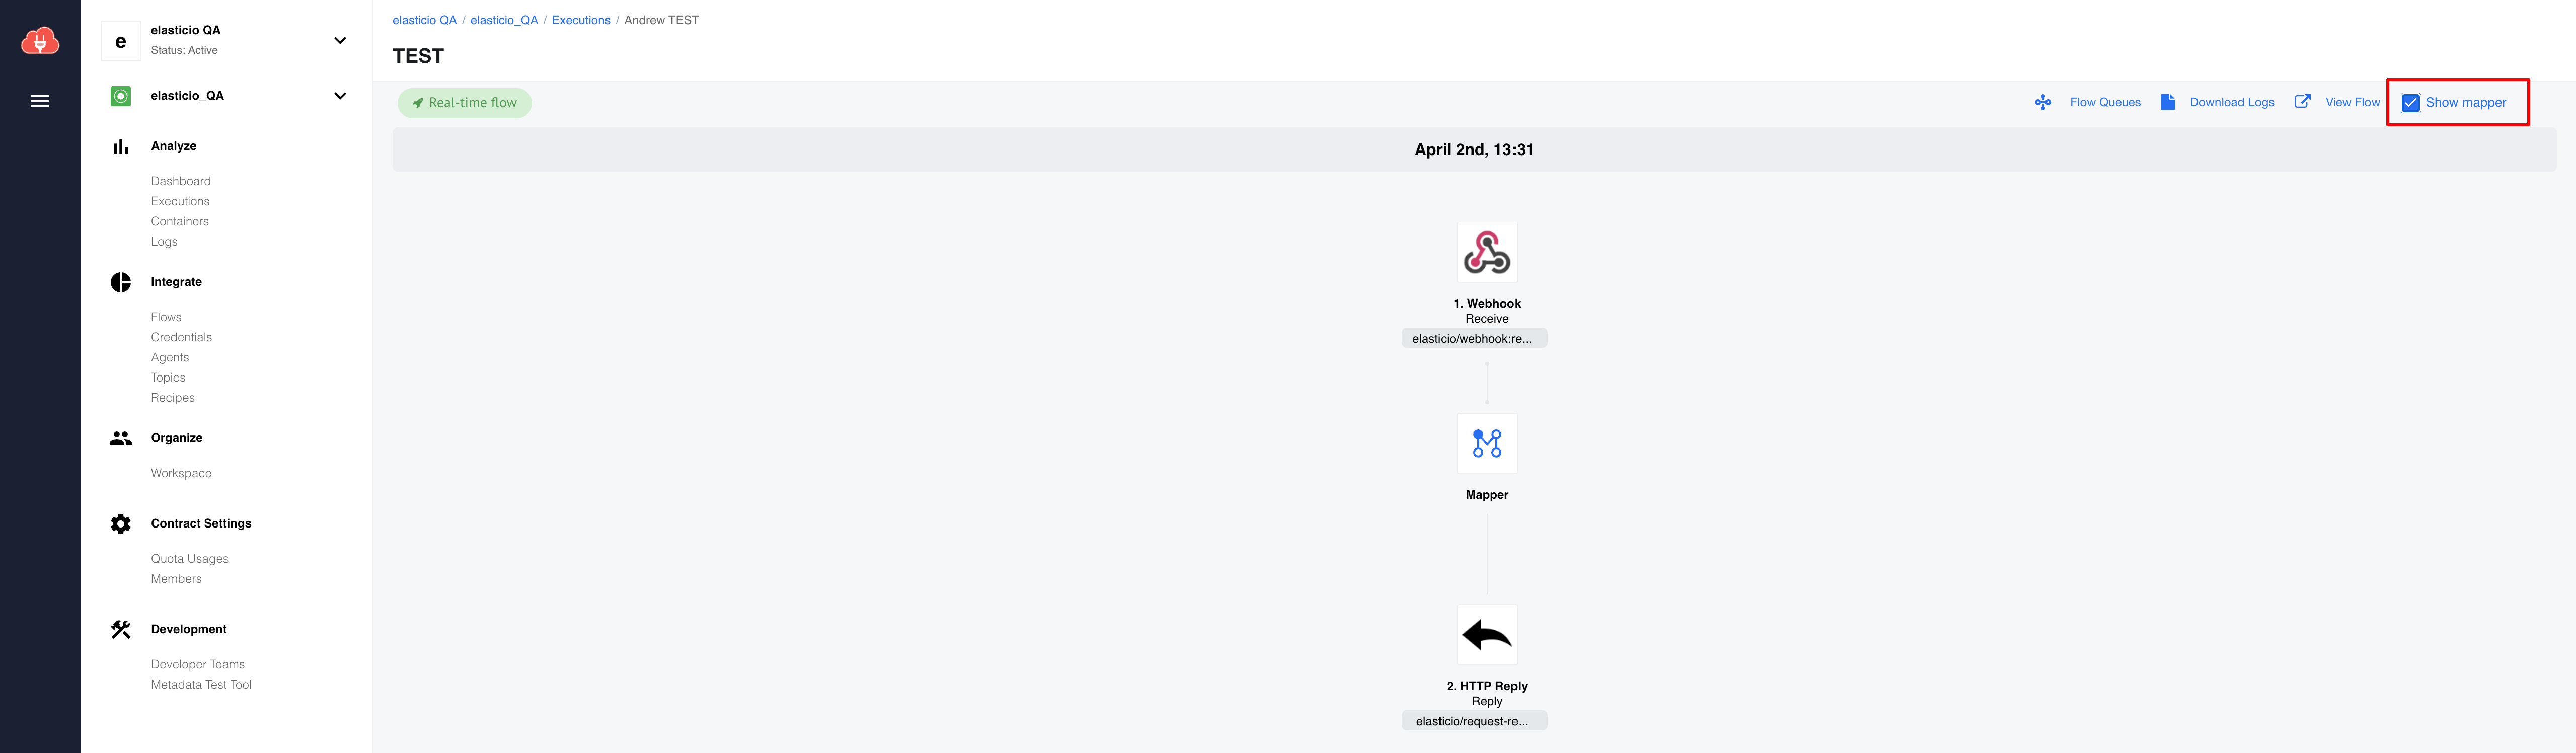 e
elasticio QA
Status: Active
elasticio_QA
Analyze
Dashboard
Executions
Containers
Logs
Integrate
Flows
Credentials
Agents
Topics
Recipes
Organize
Workspace
Contract Settings
Quota Usages
Members
Development
Developer Teams
Metadata Test Tool
elasticio QA / elasticio_QA / Executions / Andrew TEST
TEST
Real-time flow
Flow Queues Download Logs View Flow Show mapper
April 2nd, 13:31
1. Webhook
Receive
elasticio/webhook:re...
Mapper
2. HTTP Reply
Reply
elasticio/request-re...